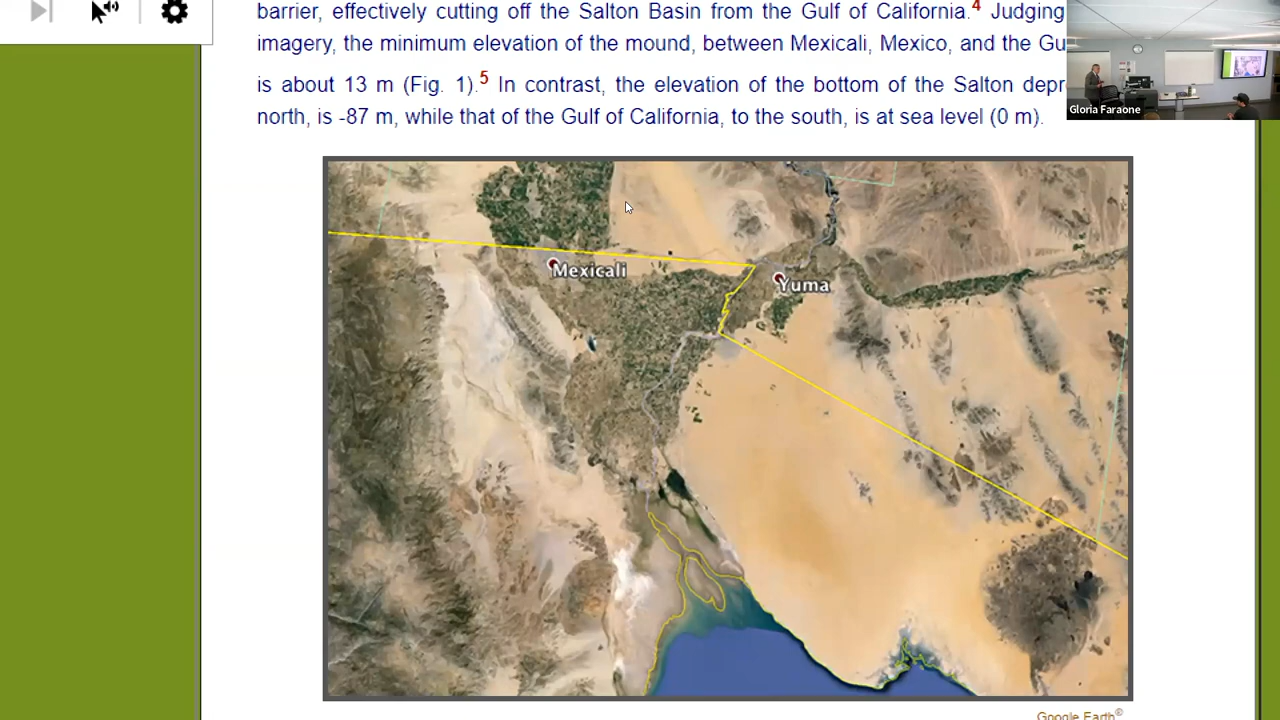 barrier, effectively cutting off the Salton Basin from the Gulf of California.4 Judging
imagery, the minimum elevation of the mound, between Mexicali, Mexico, and the Gu
is about 13 m (Fig. 1).5 In contrast, the elevation of the bottom of the Salton depr
north, is -87 m, while that of the Gulf of California, to the south, is at sea level (0 m).
Gloria Faraone
Mexicali
Yuma
Google Earth©